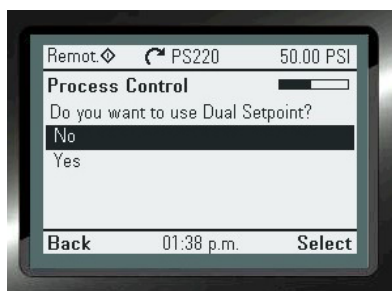 Remot. PS220 50.00 PSI
Process Control
Do you want to use Dual Setpoint?
No
Yes
Back 01:38 p.m. Select